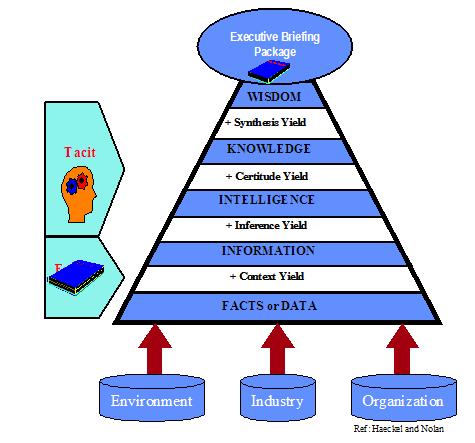 Executive Briefing
Package
WISDOM
+ Synthesis Yield
Tacit
KNOWLEDGE
+ Certitude Yield
INTELLIGENCE
+ Inference Yield
INFORMATION
+ Context Yield
FACTS or DATA
Environment
Industry
Organization
Ref: Haeckel and Nolan